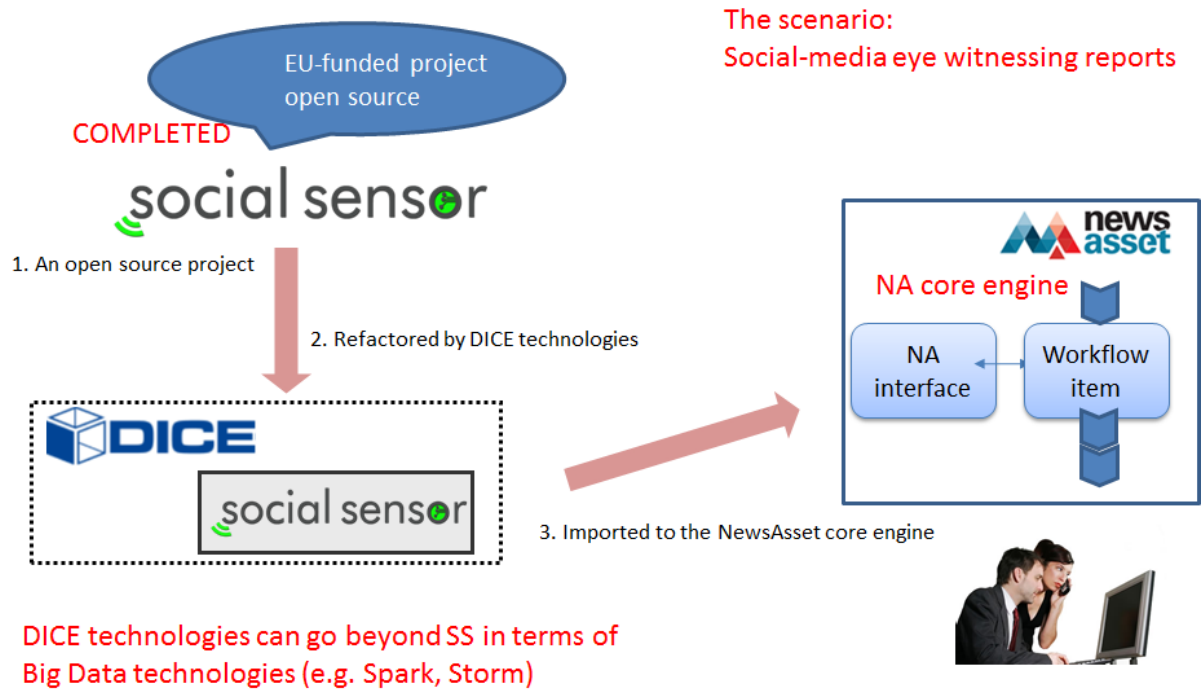 The scenario:
Social-media eye witnessing reports
EU-funded project
open source
COMPLETED
social sensor
1. An open source project
2. Refactored by DICE technologies
DICE
social sensor
3. Imported to the NewsAsset core engine
news
asset
NA core engine
NA
interface
Workflow
item
DICE technologies can go beyond SS in terms of
Big Data technologies (e.g. Spark, Storm)